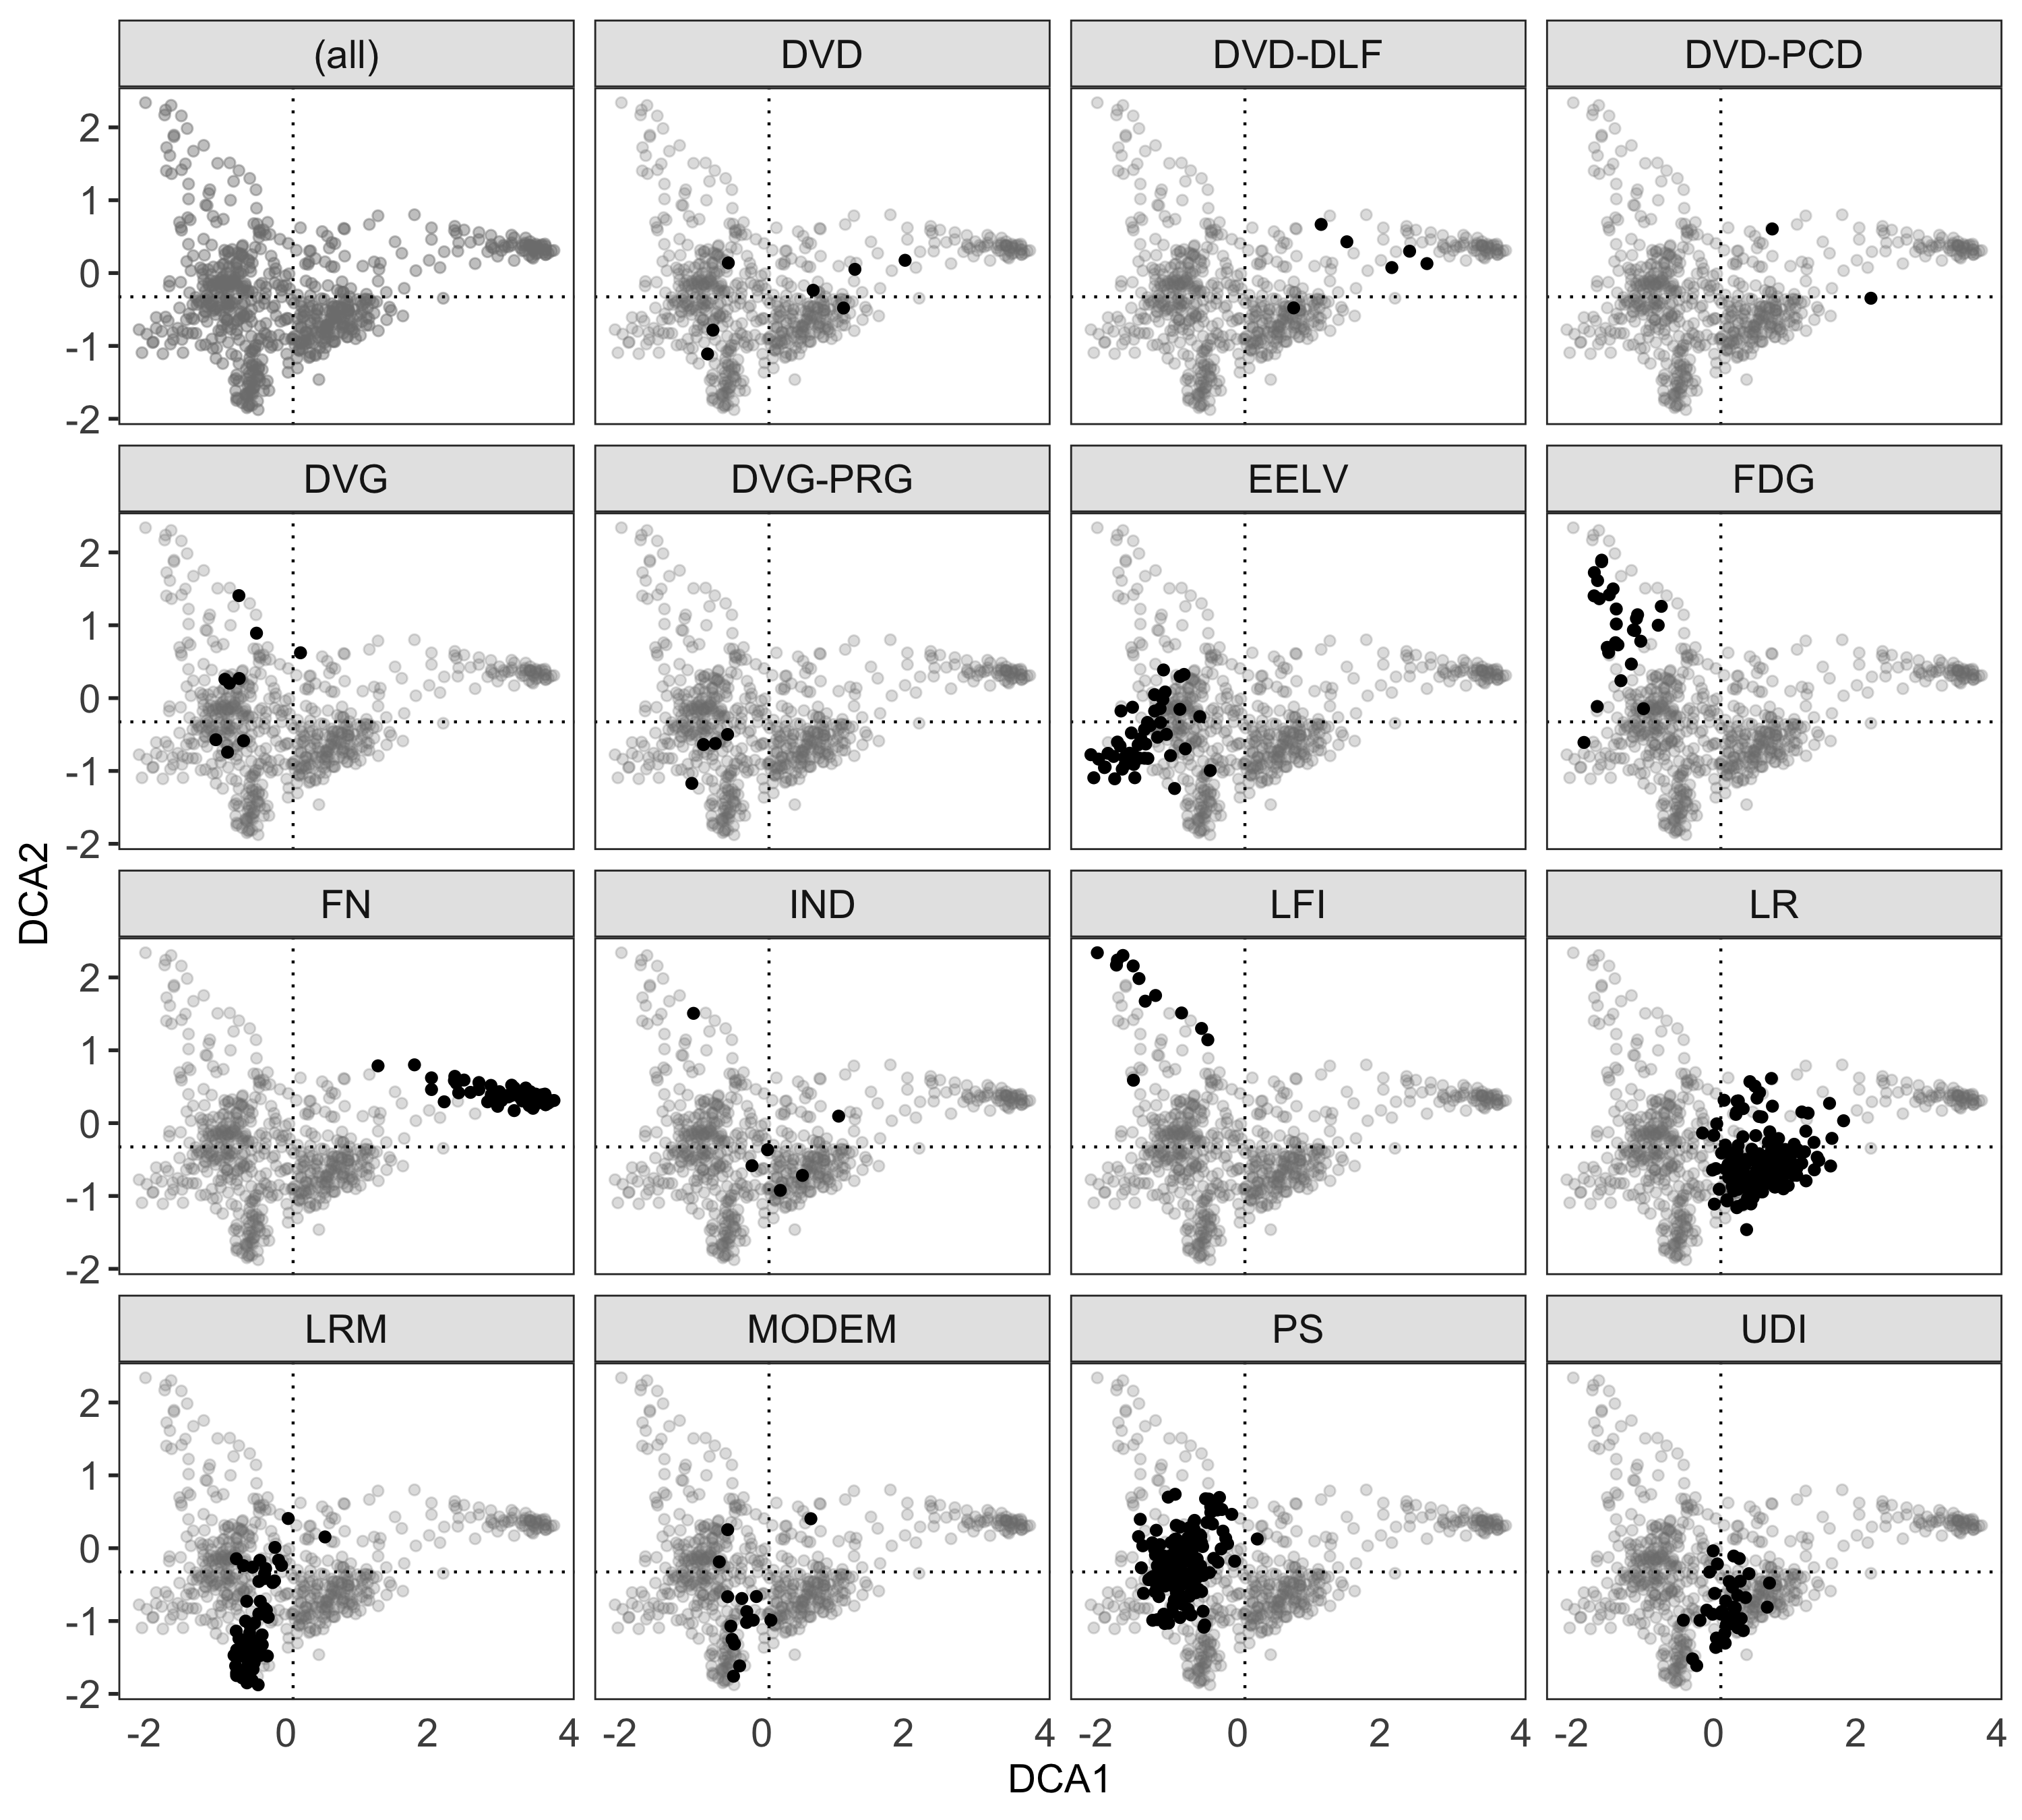 (all) DVD DVD-DLF DVD-PCD
2
1
0
-1
-2
DVG DVG-PRG EELV FDG
2
1
0
-1
-2
DCA2
FN IND LFI LR
2
1
0
-1
-2
LRM MODEM PS UDI
2
1
0
-1
-2
-2 0 2 4 -2 0 2 4 -2 0 2 4 -2 0 2 4
DCA1